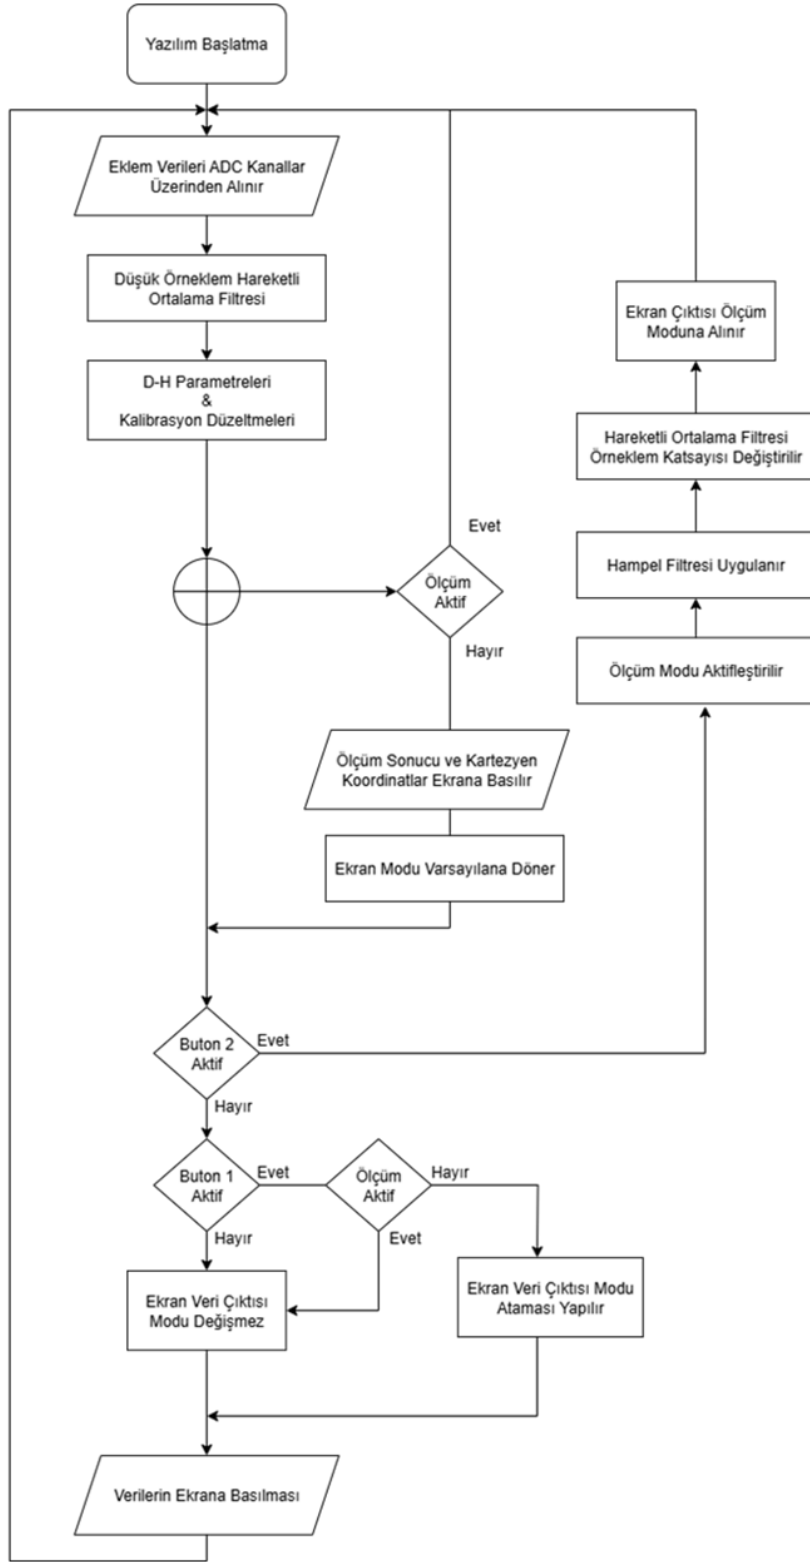 Yazılım Başlatma
Eklem Verileri ADC Kanallar
Üzerinden Alınır
Düşük Örneklem Hareketli
Ortalama Filtresi
D-H Parametreleri
&
Kalibrasyon Düzeltmeleri
Evet
Ölçüm
Aktif
Hayır
Ölçüm Sonucu ve Kartezyen
Koordinatlar Ekrana Basılır
Ekran Modu Varsayılana Döner
Ekran Çıktısı Ölçüm
Moduna Alınır
Hareketli Ortalama Filtresi
Örneklem Katsayısı Değiştirilir
Hampel Filtresi Uygulanır
Ölçüm Modu Aktifleştirilir
Buton 2
Aktif
Evet
Hayır
Buton 1
Aktif
Evet
Hayır
Ölçüm
Aktif
Hayır
Evet
Ekran Veri Çıktısı
Modu Değişmez
Ekran Veri Çıktısı Modu
Ataması Yapılır
Verilerin Ekrana Basılması